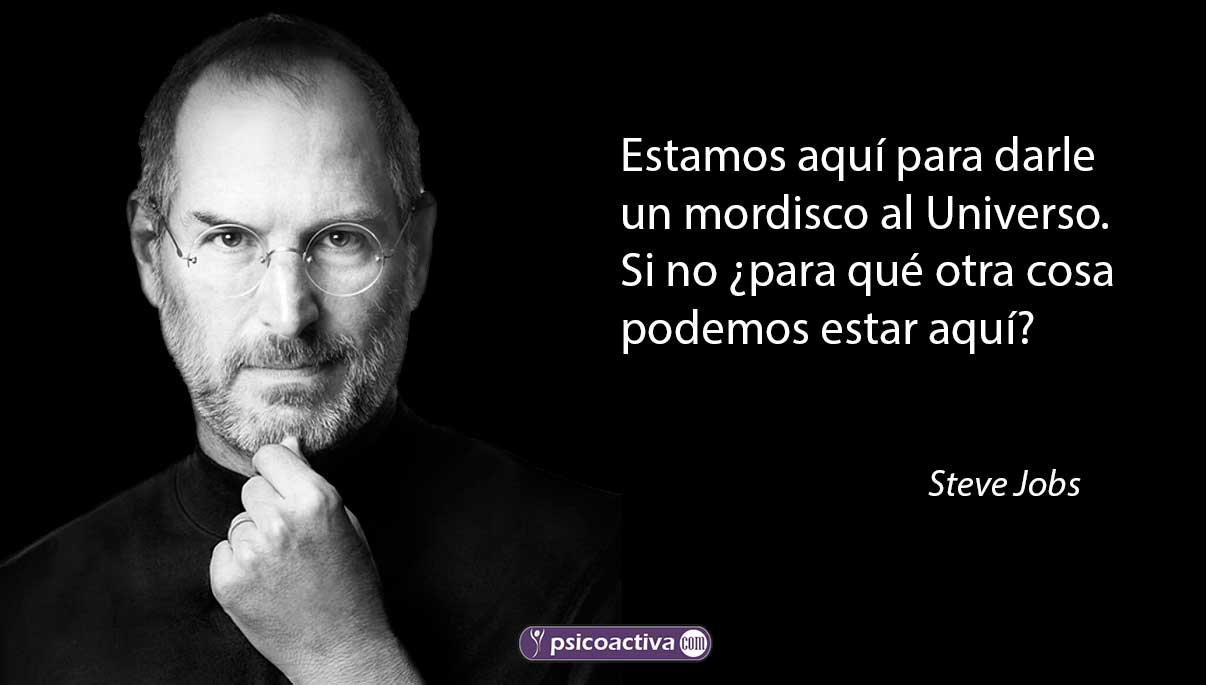 Estamos aquí para darle
un mordisco al Universo.
Si no ¿para qué otra cosa
podemos estar aquí?
Steve Jobs
psicoactiva com